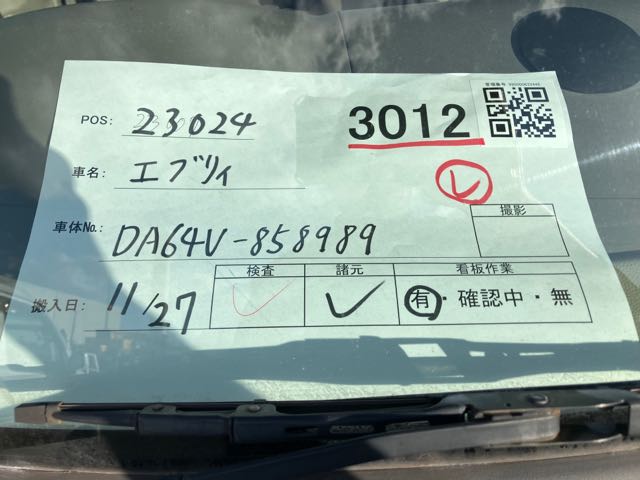 POS: 23024
3012
車名: エブリィ
レ
撮影
車体No.: DA64V-858989
検査 諸元 看板作業
搬入日: 11/27 有・確認中・無